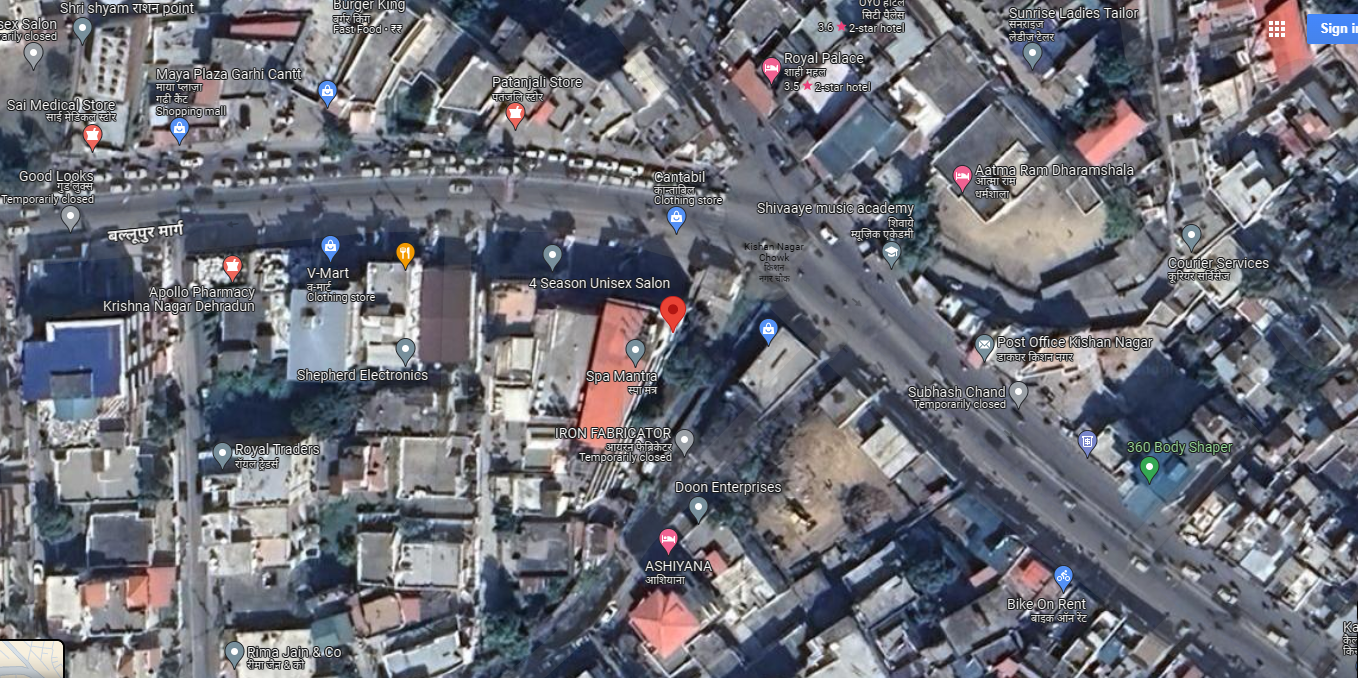 Shri shyam राशन point
sex Salon
arily closed
Burger King
बर्गर किंग
Fast Food • ₹₹
OYO होटल
सिटी पैलेस
3.6 ★ 2-star hotel
Sunrise Ladies Tailor
सनराइज़
लेडीज़ टेलर
Sign in
Maya Plaza Garhi Cantt
माया प्लाजा
गढ़ी कैंट
Shopping mall
Patanjali Store
पतंजलि स्टोर
Royal Palace
शाही महल
3.5 ★ 2-star hotel
Sai Medical Store
साई मेडिकल स्टोर
Good Looks
गुड लुक्स
Temporarily closed
Cantabil
कान्ताबिल
Clothing store
Aatma Ram Dharamshala
आत्मा राम
धर्मशाला
Shivaaye music academy
शिवाये
म्यूजिक एकेडमी
बल्लूपुर मार्ग
Kishan Nagar
Chowk
किशन
नगर चोक
Courier Services
कूरियर सर्विसेज
V-Mart
व-मार्ट
Clothing store
4 Season Unisex Salon
Apollo Pharmacy
Krishna Nagar Dehradun
Post Office Kishan Nagar
डाकघर किशन नगर
Shepherd Electronics
Spa Mantra
स्पा मंत्र
Subhash Chand
Temporarily closed
IRON FABRICATOR
आयरन फैब्रिकेटर
Temporarily closed
Royal Traders
रॉयल ट्रेडर्स
360 Body Shaper
Doon Enterprises
ASHIYANA
आशियाना
Bike On Rent
बाइक ऑन रेंट
Rima Jain & Co
रीमा जैन & को
Ka